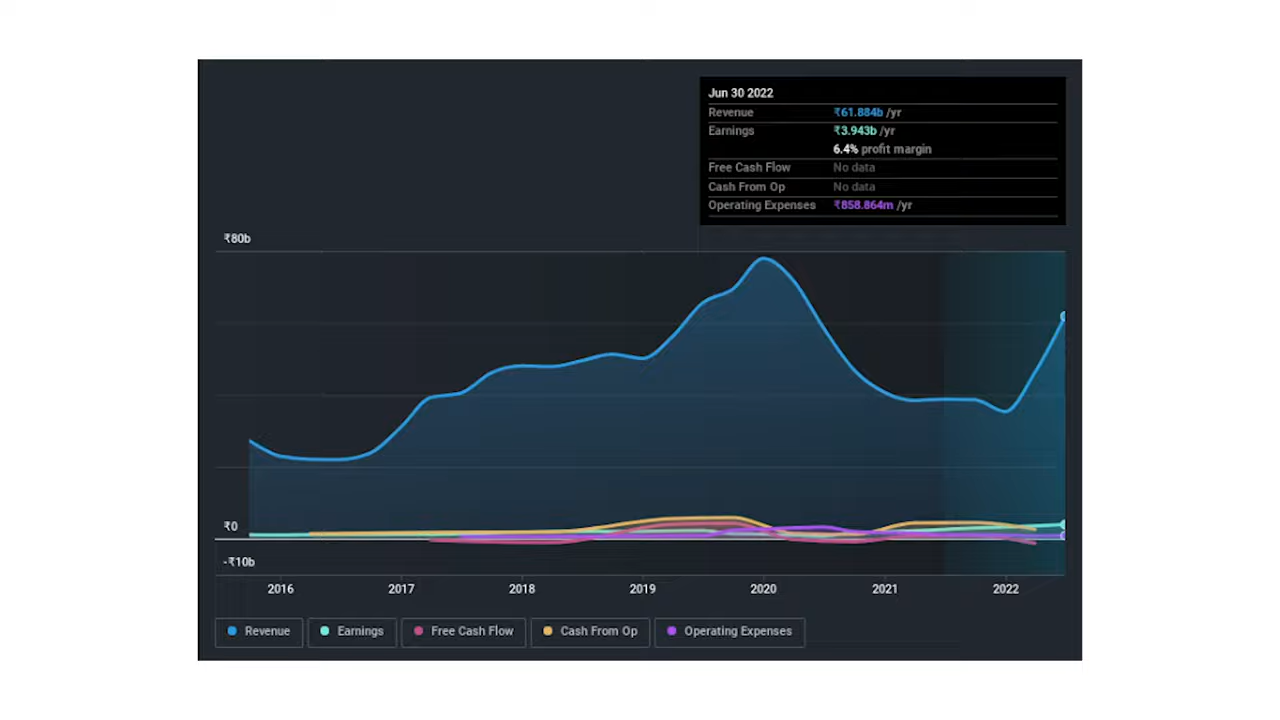 Jun 30 2022
Revenue ₹61.884b /yr
Earnings ₹3.943b /yr
6.4% profit margin
Free Cash Flow No data
Cash From Op No data
Operating Expenses ₹858.864m /yr
₹80b
₹0
-₹10b
2016 2017 2018 2019 2020 2021 2022
Revenue Earnings Free Cash Flow Cash From Op Operating Expenses